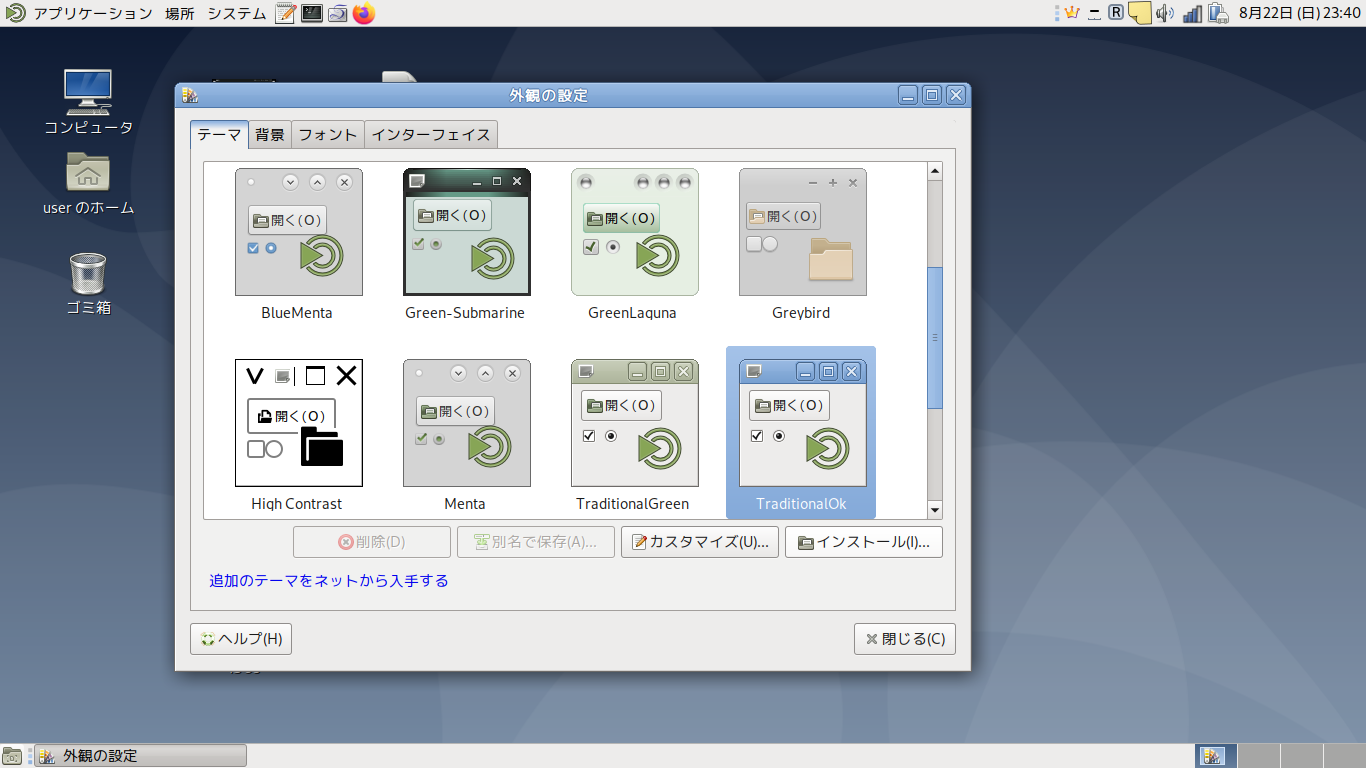 アプリケーション 場所 システム R 8月22日 (日) 23:40
コンピュータ
user のホーム
ゴミ箱
外観の設定
テーマ 背景 フォント インターフェイス
開く(O) 開く(O) 開く(O) 開く(O)
BlueMenta Green-Submarine GreenLaguna Greybird
開く(O) 開く(O) 開く(O) 開く(O)
High Contrast Menta TraditionalGreen TraditionalOk
削除(D) 別名で保存(A)... カスタマイズ(U)... インストール(I)...
追加のテーマをネットから入手する
ヘルプ(H) 閉じる(C)
外観の設定